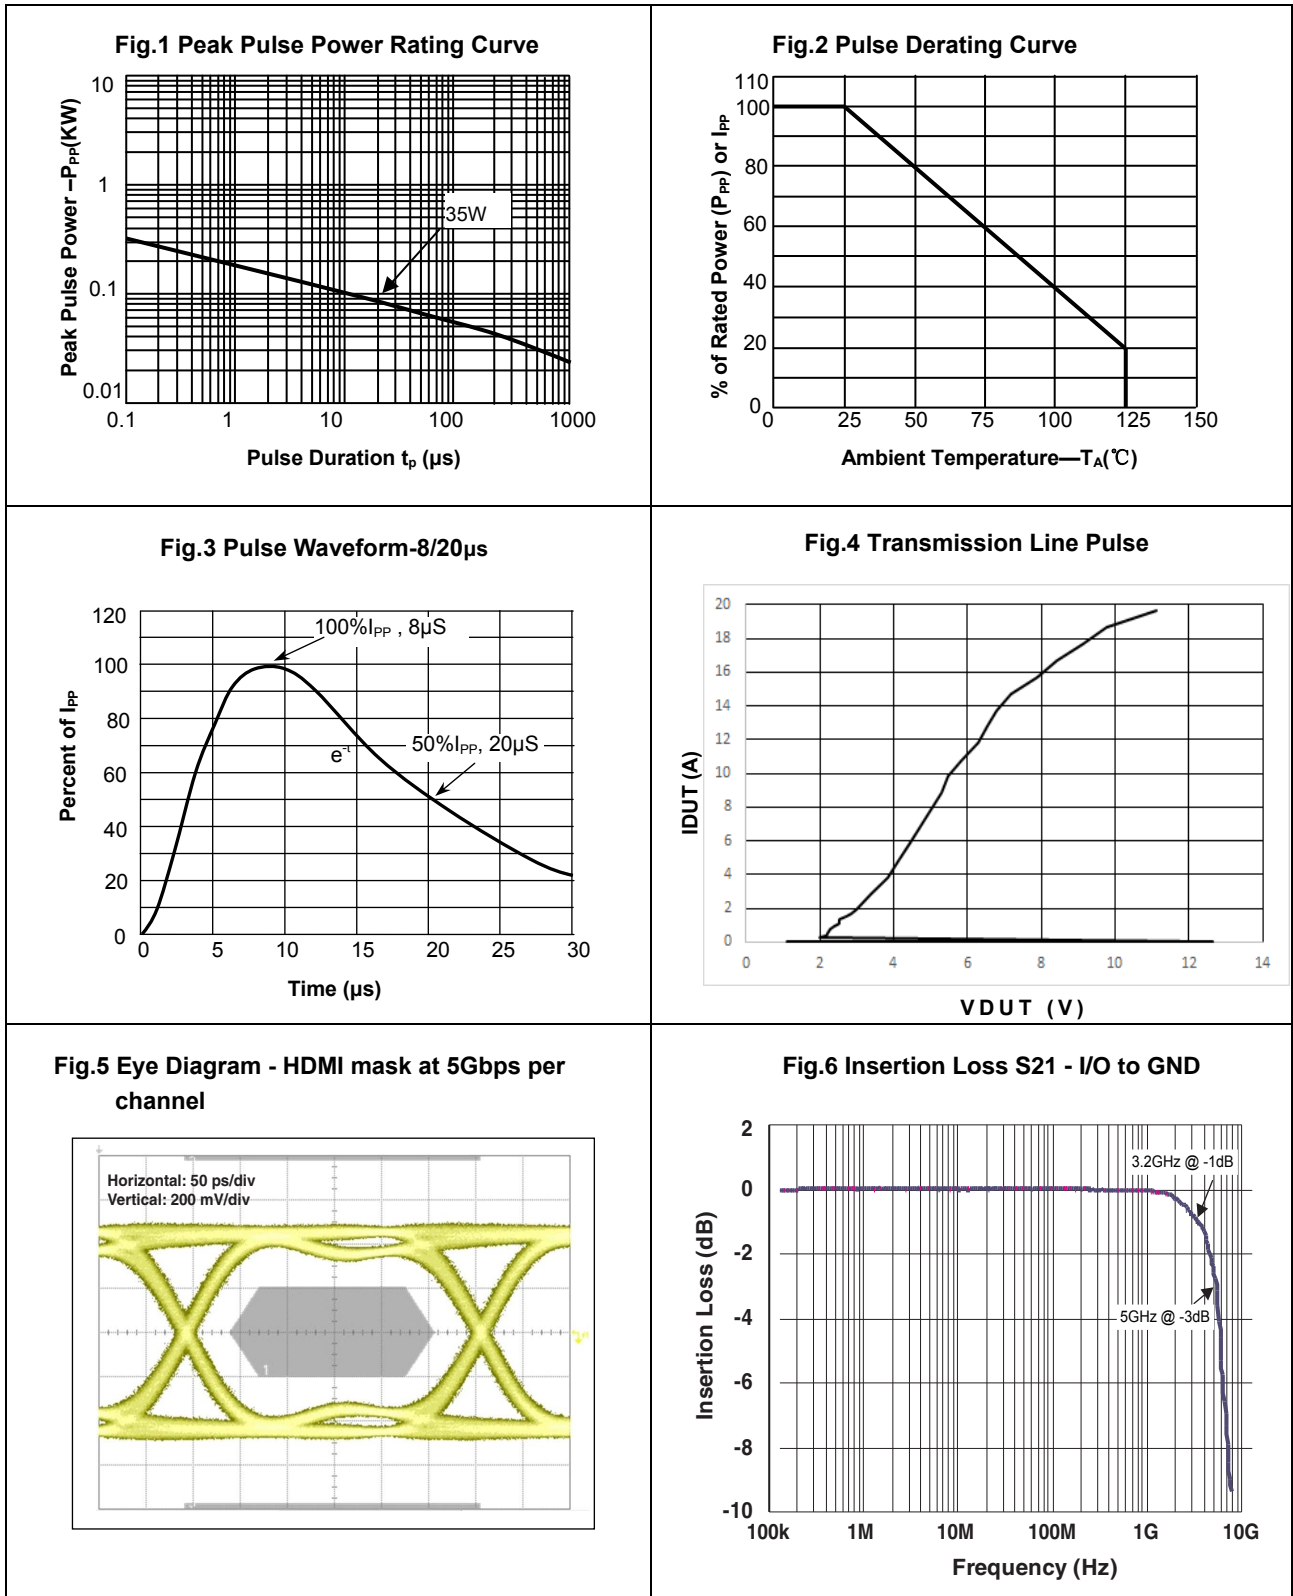 Fig.1 Peak Pulse Power Rating Curve
Peak Pulse Power –PPP(KW)
10
1
0.1
0.01
35W
0.1 1 10 100 1000
Pulse Duration tp (µs)
Fig.2 Pulse Derating Curve
% of Rated Power (PPP) or IPP
110
100
80
60
40
20
0
0 25 50 75 100 125 150
Ambient Temperature—TA(℃)
Fig.3 Pulse Waveform-8/20µs
Percent of IPP
120
100
80
60
40
20
0
100%IPP , 8µS
e-t
50%IPP, 20µS
0 5 10 15 20 25 30
Time (µs)
Fig.4 Transmission Line Pulse
IDUT (A)
20
18
16
14
12
10
8
6
4
2
0
0 2 4 6 8 10 12 14
VDUT (V)
Fig.5 Eye Diagram - HDMI mask at 5Gbps per
channel
Horizontal: 50 ps/div
Vertical: 200 mV/div
1
Fig.6 Insertion Loss S21 - I/O to GND
Insertion Loss (dB)
2
0
-2
-4
-6
-8
-10
3.2GHz @ -1dB
5GHz @ -3dB
100k 1M 10M 100M 1G 10G
Frequency (Hz)